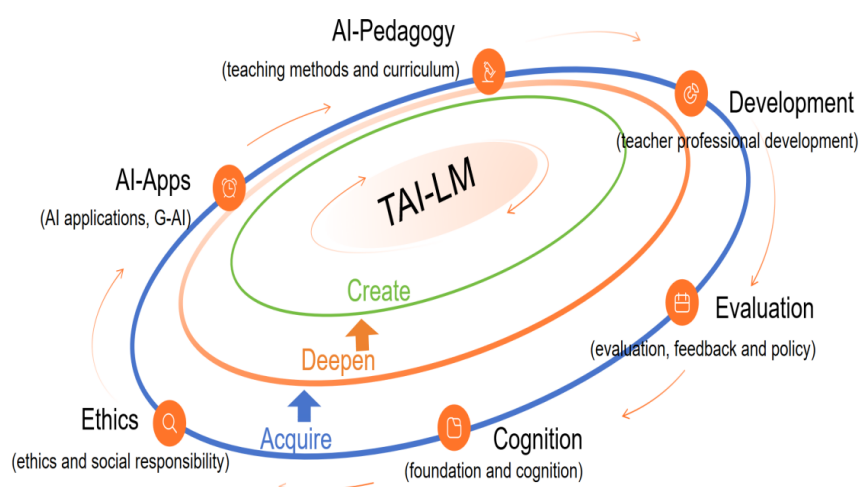 AI-Pedagogy
(teaching methods and curriculum)
Development
(teacher professional development)
AI-Apps
(AI applications, G-AI)
TAI-LM
Create
Evaluation
(evaluation, feedback and policy)
Deepen
Ethics
(ethics and social responsibility)
Acquire
Cognition
(foundation and cognition)